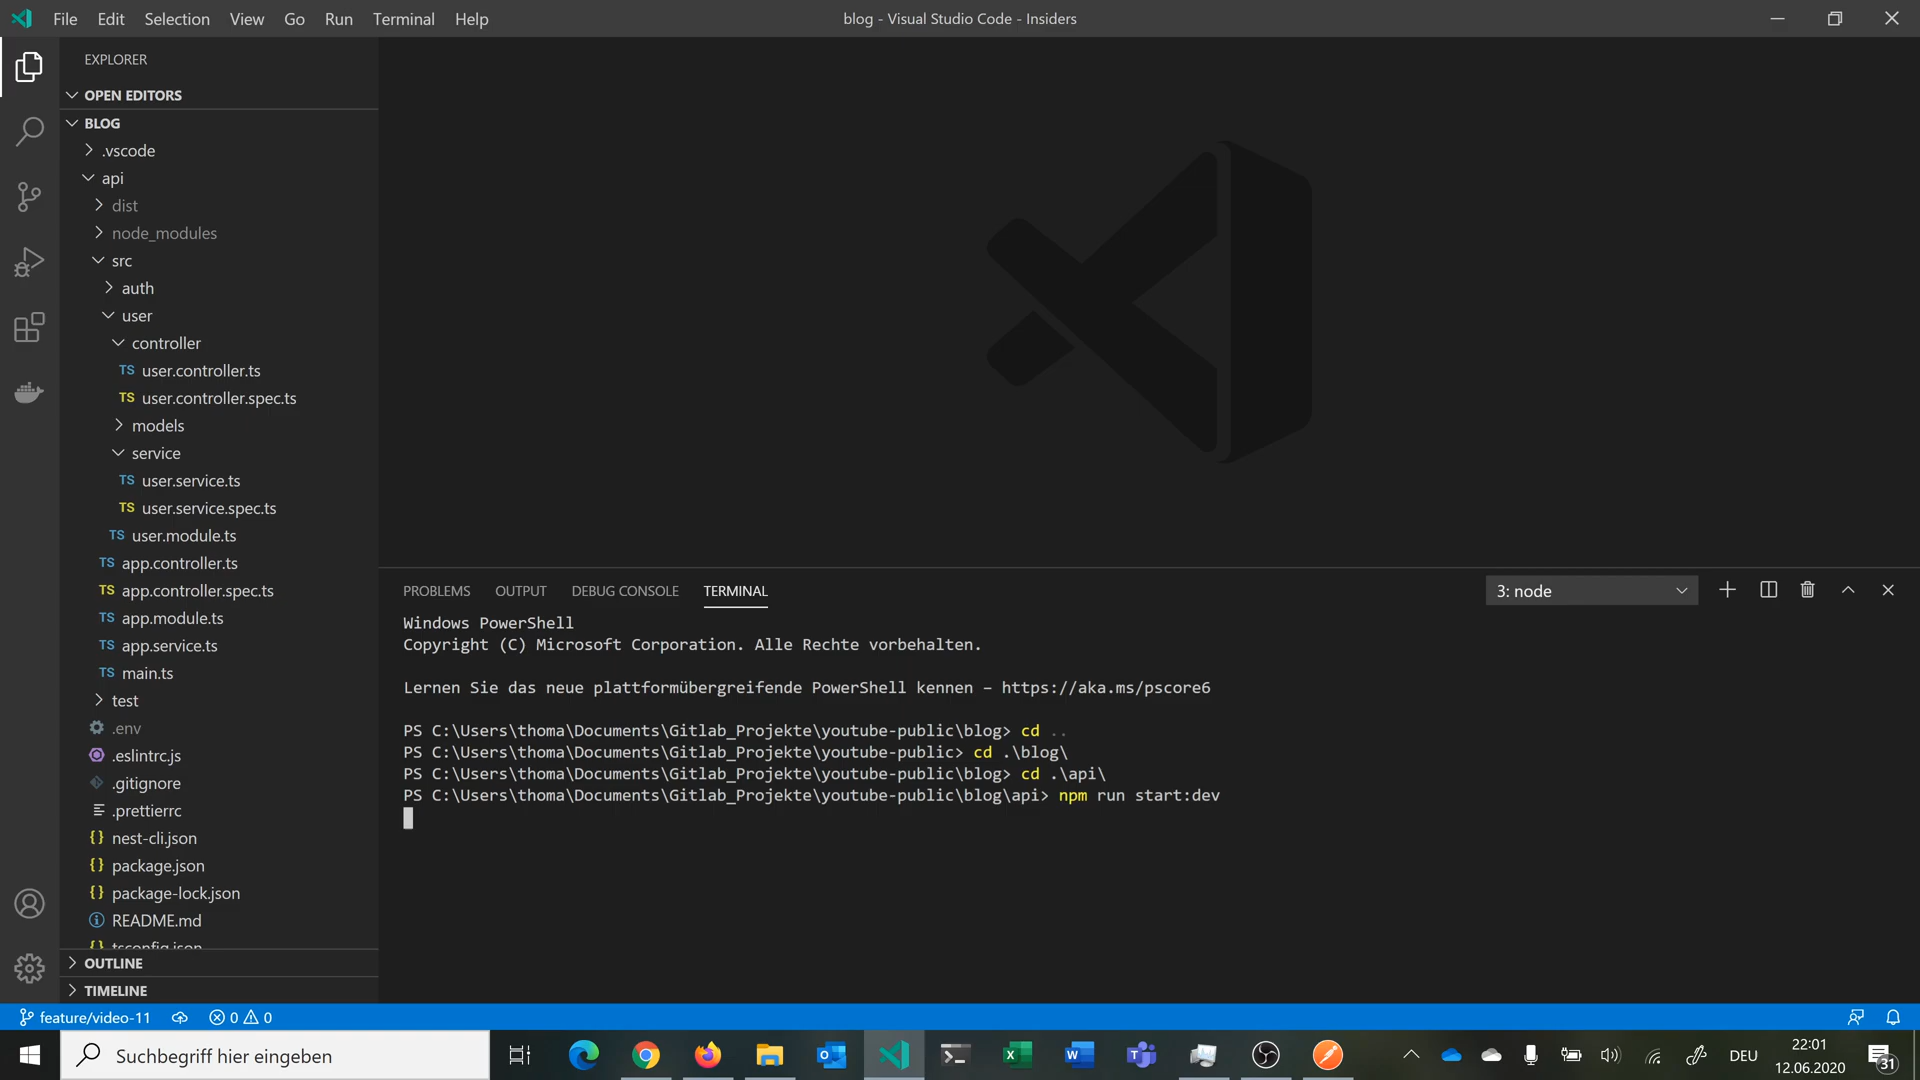 File Edit Selection View Go Run Terminal Help
blog - Visual Studio Code - Insiders
EXPLORER
OPEN EDITORS
BLOG
.vscode
api
dist
node_modules
src
auth
user
controller
TS user.controller.ts
TS user.controller.spec.ts
models
service
TS user.service.ts
TS user.service.spec.ts
TS user.module.ts
TS app.controller.ts
TS app.controller.spec.ts
TS app.module.ts
TS app.service.ts
TS main.ts
test
.env
.eslintrc.js
.gitignore
.prettierrc
{} nest-cli.json
{} package.json
{} package-lock.json
README.md
{} tsconfig.json
OUTLINE
TIMELINE
PROBLEMS OUTPUT DEBUG CONSOLE TERMINAL
3: node
Windows PowerShell
Copyright (C) Microsoft Corporation. Alle Rechte vorbehalten.
Lernen Sie das neue plattformübergreifende PowerShell kennen – https://aka.ms/pscore6
PS C:\Users\thoma\Documents\Gitlab_Projekte\youtube-public\blog> cd ..
PS C:\Users\thoma\Documents\Gitlab_Projekte\youtube-public> cd .\blog\
PS C:\Users\thoma\Documents\Gitlab_Projekte\youtube-public\blog> cd .\api\
PS C:\Users\thoma\Documents\Gitlab_Projekte\youtube-public\blog\api> npm run start:dev
feature/video-11 0 0
Suchbegriff hier eingeben
DEU
22:01
12.06.2020
31